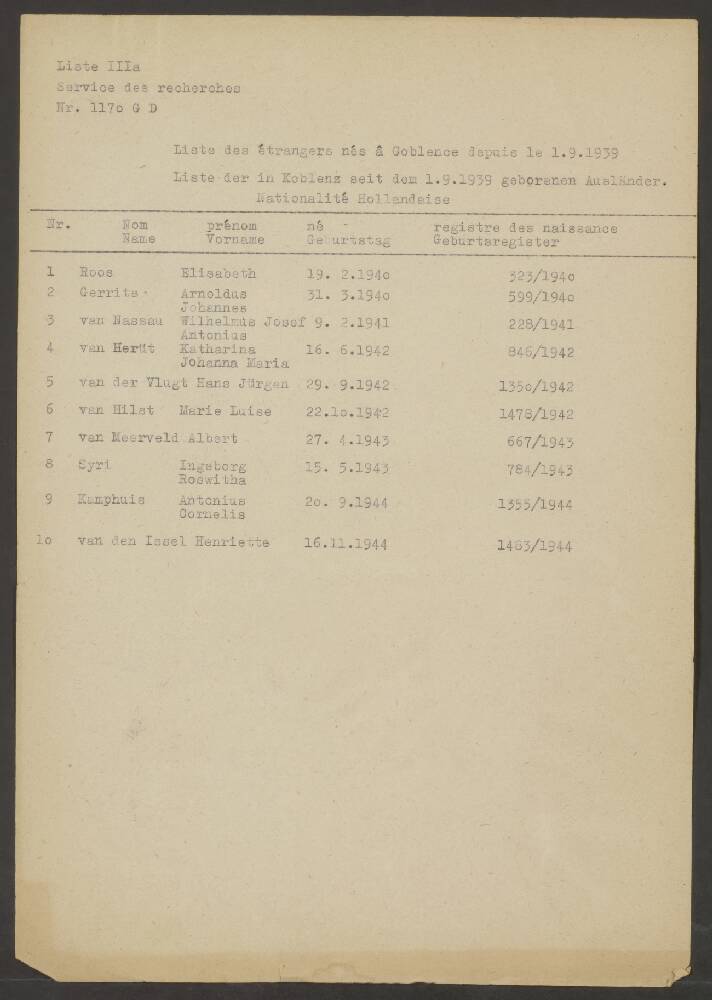 Liste IIIa
Service des recherches
Nr. 117o G D
Liste des étrangers nés â Coblence depuis le 1.9.1939
Liste der in Koblenz seit dem 1.9.1939 geborenen Ausländer.
Nationalité Hollandaise
Nr. Nom prénom né - registre des naissance
Name Vorname Geburtstag Geburtsregister
1 Roos Elisabeth 19. 2.194o 323/194o
2 Gerrits Arnoldus 31. 3.194o 599/194o
Johannes
3 van Nassau Wilhelmus Josef 9. 2.1941 228/1941
Antonius
4 van Herüt Katharina 16. 6.1942 846/1942
Johanna Maria
5 van der Vlugt Hans Jürgen 29. 9.1942 135o/1942
6 van Hilst Marie Luise 22.1o.1942 1478/1942
7 van Meerveld Albert 27. 4.1943 667/1943
8 Syri Ingeborg 15. 5.1943 784/1943
Roswitha
9 Kamphuis Antonius 2o. 9.1944 1355/1944
Cornelis
1o van den Issel Henriette 16.11.1944 1483/1944